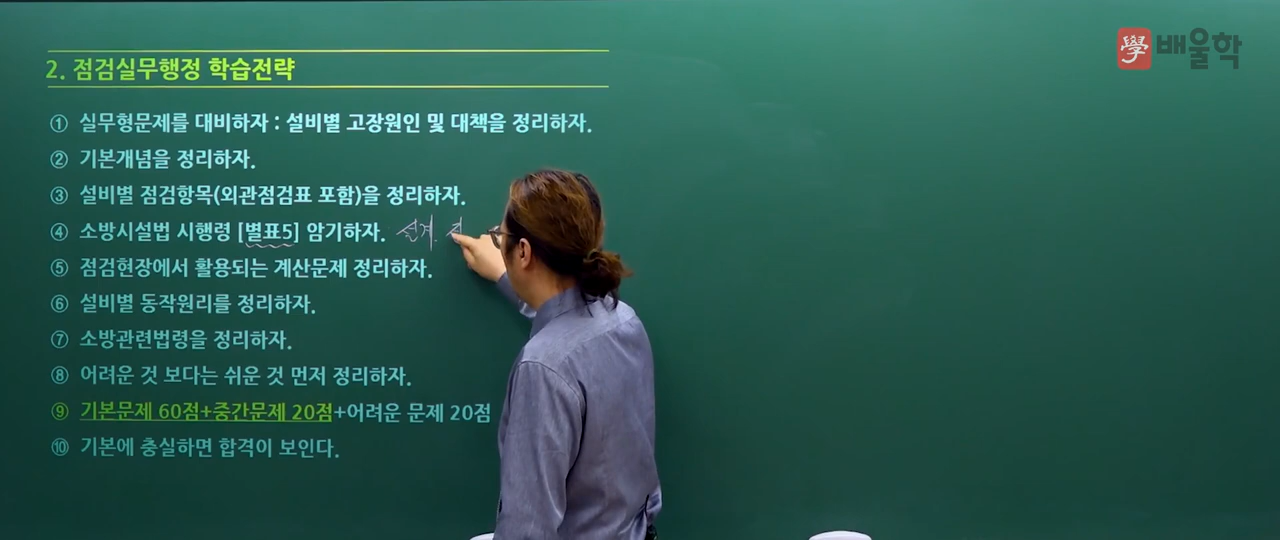 學 배울학
2. 점검실무행정 학습전략
① 실무형문제를 대비하자 : 설비별 고장원인 및 대책을 정리하자.
② 기본개념을 정리하자.
③ 설비별 점검항목(외관점검표 포함)을 정리하자.
④ 소방시설법 시행령 [별표5] 암기하자. 설계.
⑤ 점검현장에서 활용되는 계산문제 정리하자.
⑥ 설비별 동작원리를 정리하자.
⑦ 소방관련법령을 정리하자.
⑧ 어려운 것 보다는 쉬운 것 먼저 정리하자.
⑨ 기본문제 60점+중간문제 20점+어려운 문제 20점
⑩ 기본에 충실하면 합격이 보인다.